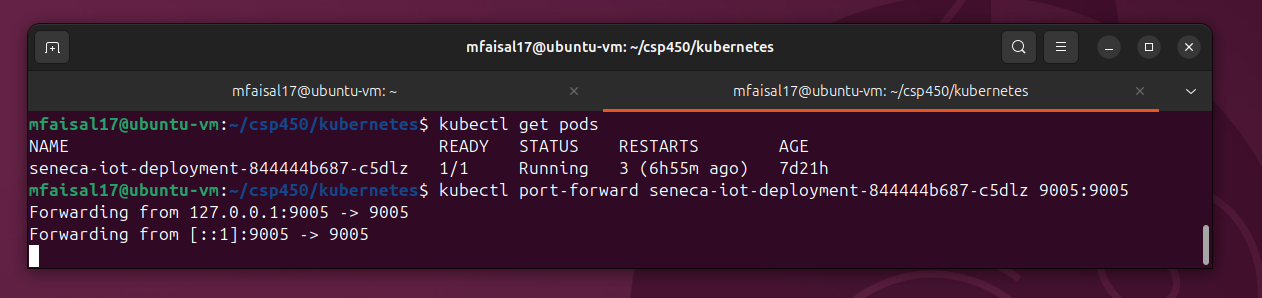 mfaisal17@ubuntu-vm: ~/csp450/kubernetes
mfaisal17@ubuntu-vm: ~
mfaisal17@ubuntu-vm: ~/csp450/kubernetes
mfaisal17@ubuntu-vm:~/csp450/kubernetes$ kubectl get pods
NAME READY STATUS RESTARTS AGE
seneca-iot-deployment-844444b687-c5dlz 1/1 Running 3 (6h55m ago) 7d21h
mfaisal17@ubuntu-vm:~/csp450/kubernetes$ kubectl port-forward seneca-iot-deployment-844444b687-c5dlz 9005:9005
Forwarding from 127.0.0.1:9005 -> 9005
Forwarding from [::1]:9005 -> 9005